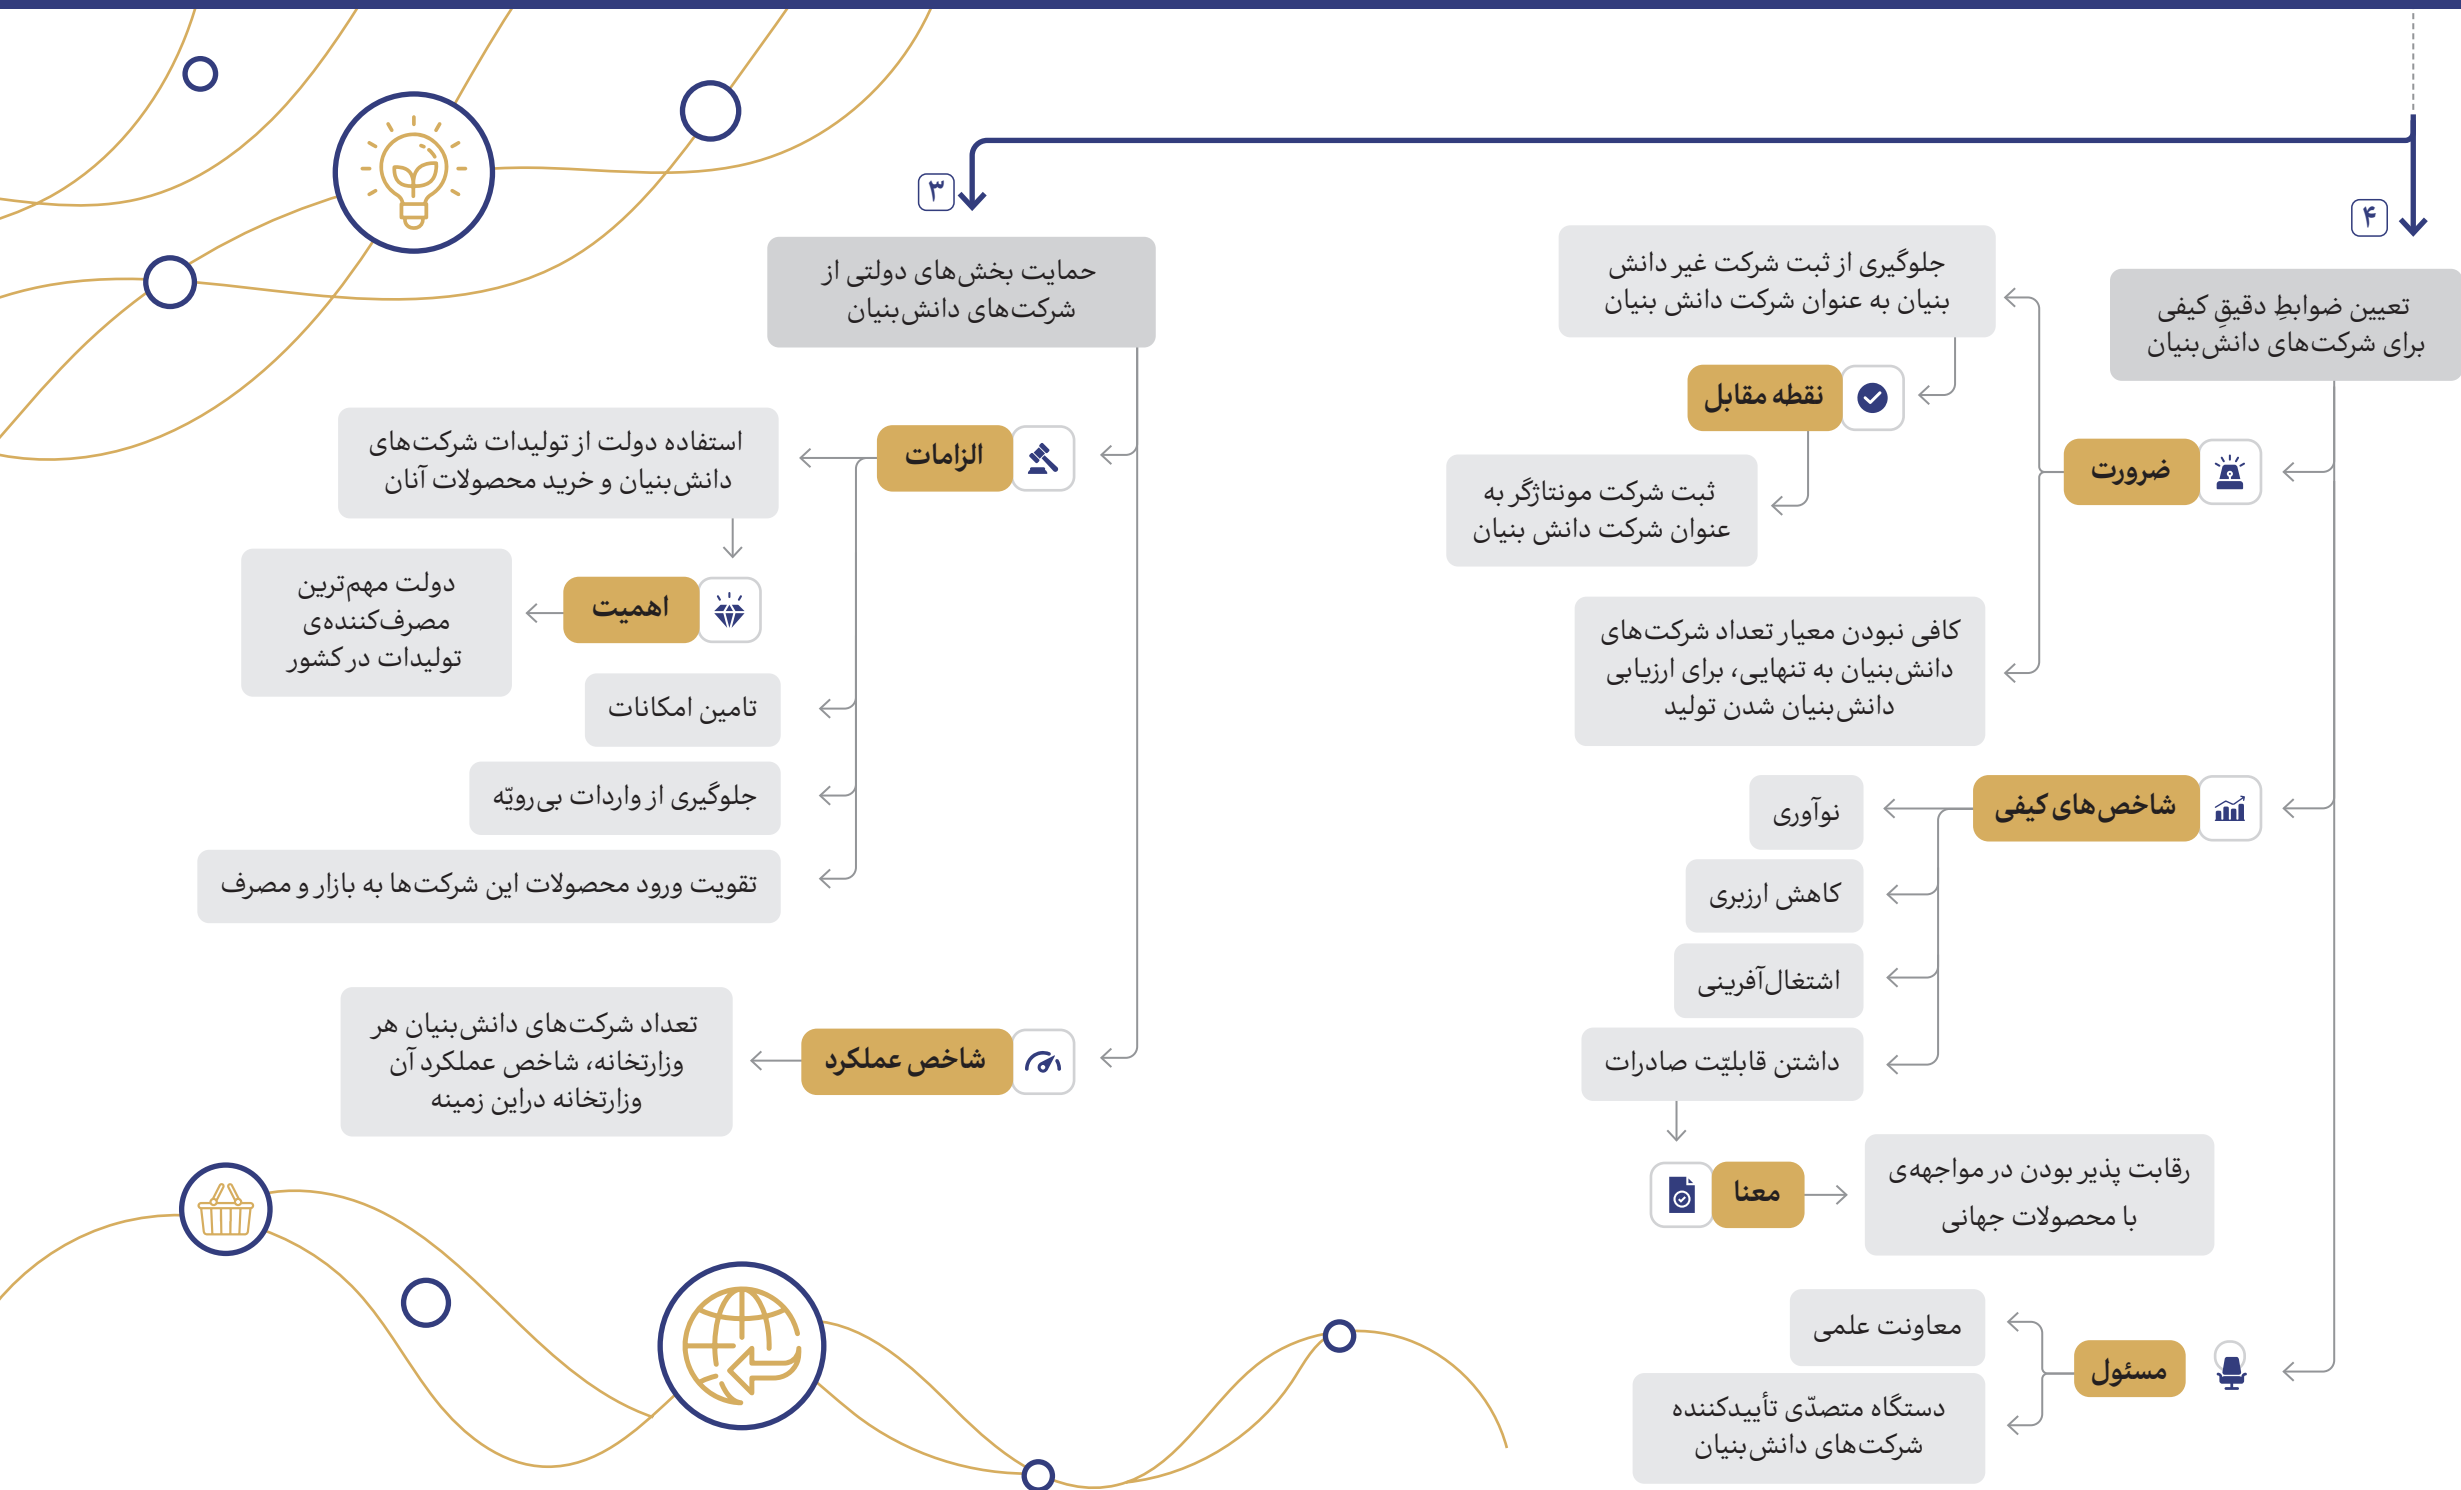 ۴
تعیین ضوابطِ دقیقِ کیفی
برای شرکت‌های دانش‌بنیان
ضرورت
جلوگیری از ثبت شرکت غیر دانش
بنیان به عنوان شرکت دانش بنیان
نقطه مقابل
ثبت شرکت مونتاژگر به
عنوان شرکت دانش بنیان
کافی نبودن معیار تعداد شرکت‌های
دانش‌بنیان به تنهایی، برای ارزیابی
دانش‌بنیان شدن تولید
شاخص‌های کیفی
نوآوری
کاهش ارزبری
اشتغال‌آفرینی
داشتن قابلیّت صادرات
معنا
رقابت پذیر بودن در مواجهه‌ی
با محصولات جهانی
مسئول
معاونت علمی
دستگاه متصدّی تأییدکننده
شرکت‌های دانش‌بنیان
۳
حمایت بخش‌های دولتی از
شرکت‌های دانش‌بنیان
الزامات
استفاده دولت از تولیدات شرکت‌های
دانش‌بنیان و خرید محصولات آنان
اهمیت
دولت مهم‌ترین
مصرف‌کننده‌ی
تولیدات در کشور
تامین امکانات
جلوگیری از واردات بی‌رویّه
تقویت ورود محصولات این شرکت‌ها به بازار و مصرف
شاخص عملکرد
تعداد شرکت‌های دانش‌بنیان هر
وزارتخانه، شاخص عملکرد آن
وزارتخانه دراین زمینه